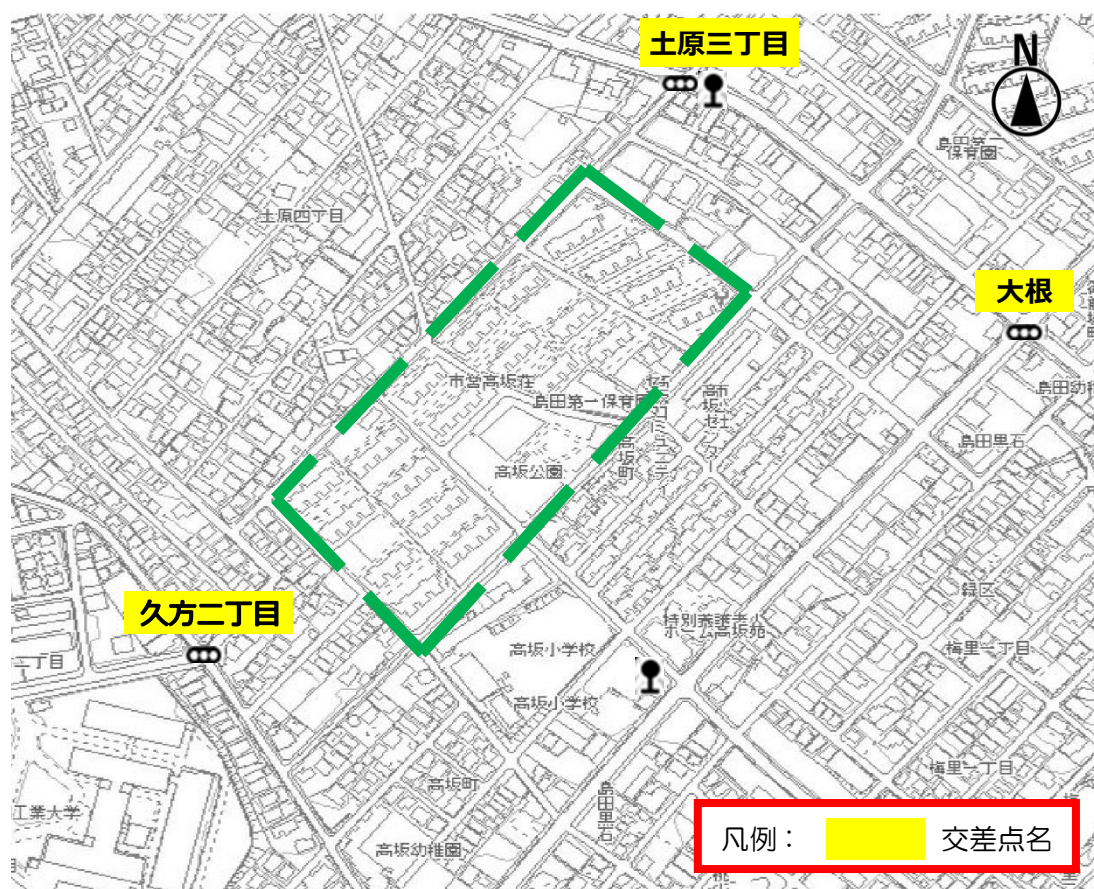 土原三丁目
N
島田第二
保育園
土原四丁目
大根
島田幼稚
市営高坂荘
島田第一保育園
島田黒石
高坂町
コミュニティ
センター
高坂公園
緑区
久方二丁目
特別養護老人
ホーム高坂苑
梅里一丁目
二丁目
高坂小学校
高坂小学校
梅里一丁目
高坂町
島田黒石
工業大学
高坂幼稚園
凡例：
交差点名